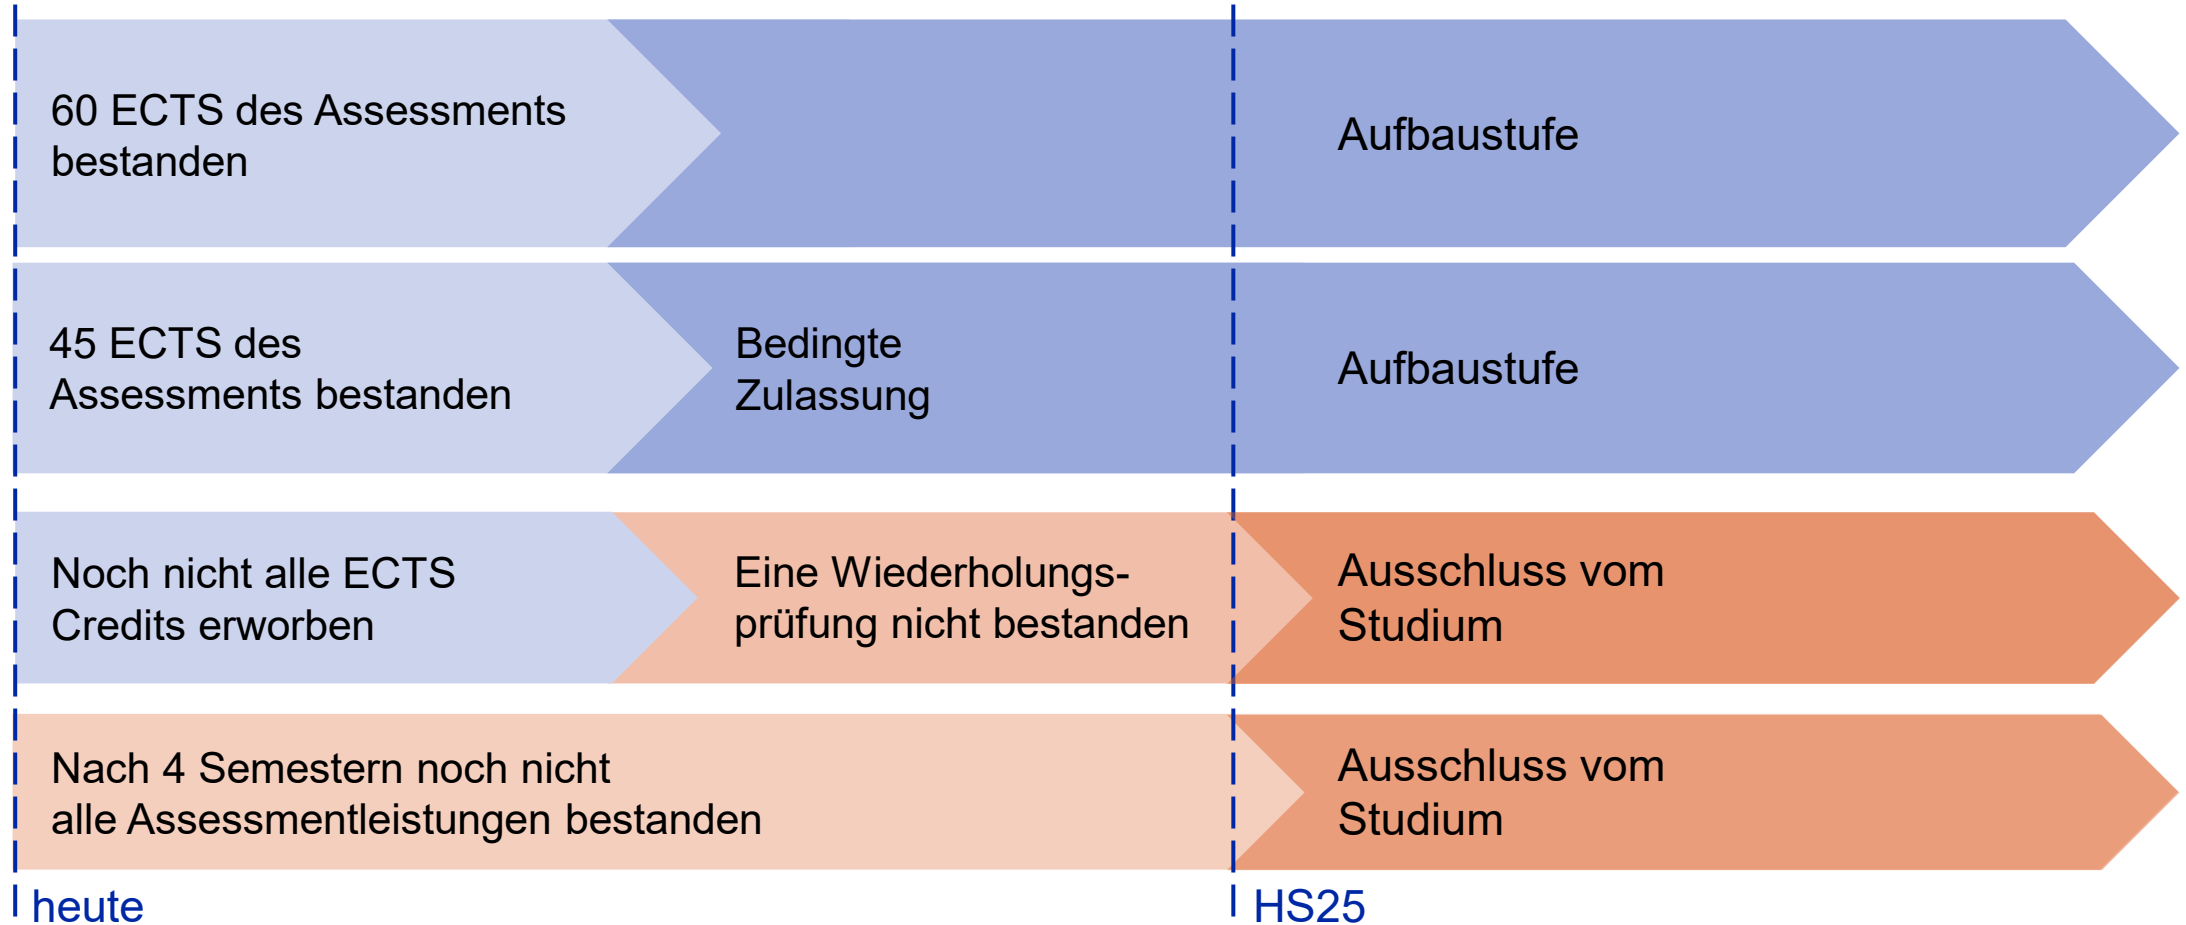 60 ECTS des Assessments
bestanden
Aufbaustufe
45 ECTS des
Assessments bestanden
Bedingte
Zulassung
Aufbaustufe
Noch nicht alle ECTS
Credits erworben
Eine Wiederholungs-
prüfung nicht bestanden
Ausschluss vom
Studium
Nach 4 Semestern noch nicht
alle Assessmentleistungen bestanden
Ausschluss vom
Studium
heute
HS25